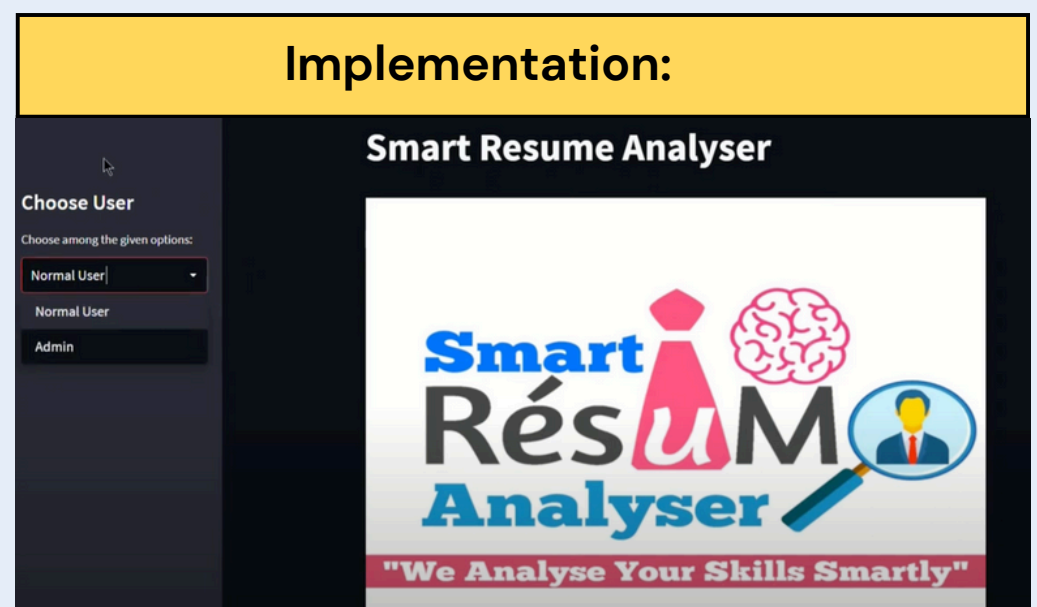 Implementation:
Smart Resume Analyser
Choose User
Choose among the given options:
Normal User
Normal User
Admin
Smart
RésuM
Analyser
"We Analyse Your Skills Smartly"